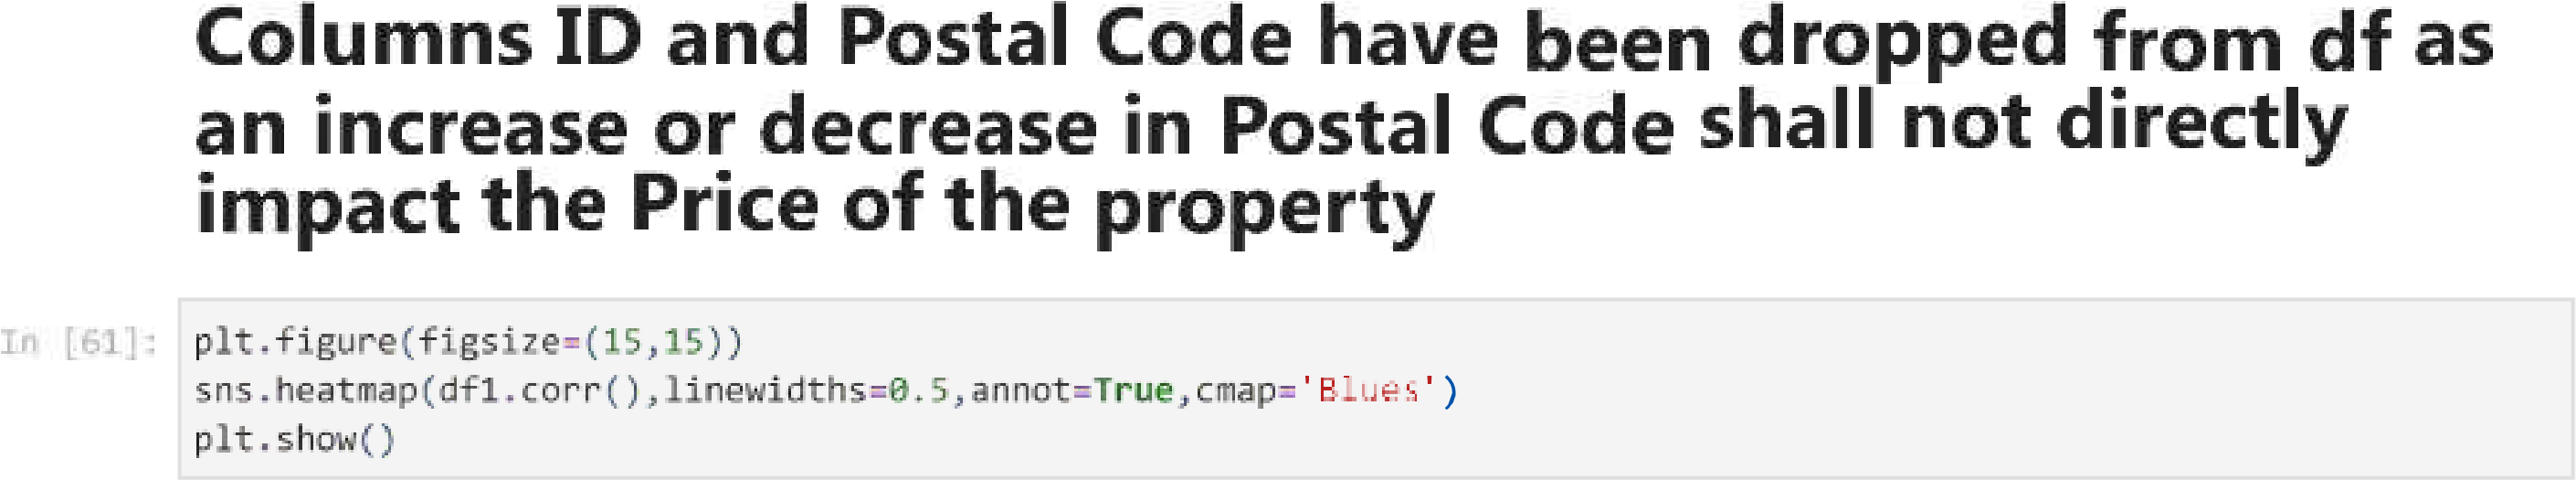 Columns ID and Postal Code have been dropped from df as
an increase or decrease in Postal Code shall not directly
impact the Price of the property
In [61]:
plt.figure(figsize=(15,15))
sns.heatmap(df1.corr(),linewidths=0.5,annot=True,cmap='Blues')
plt.show()